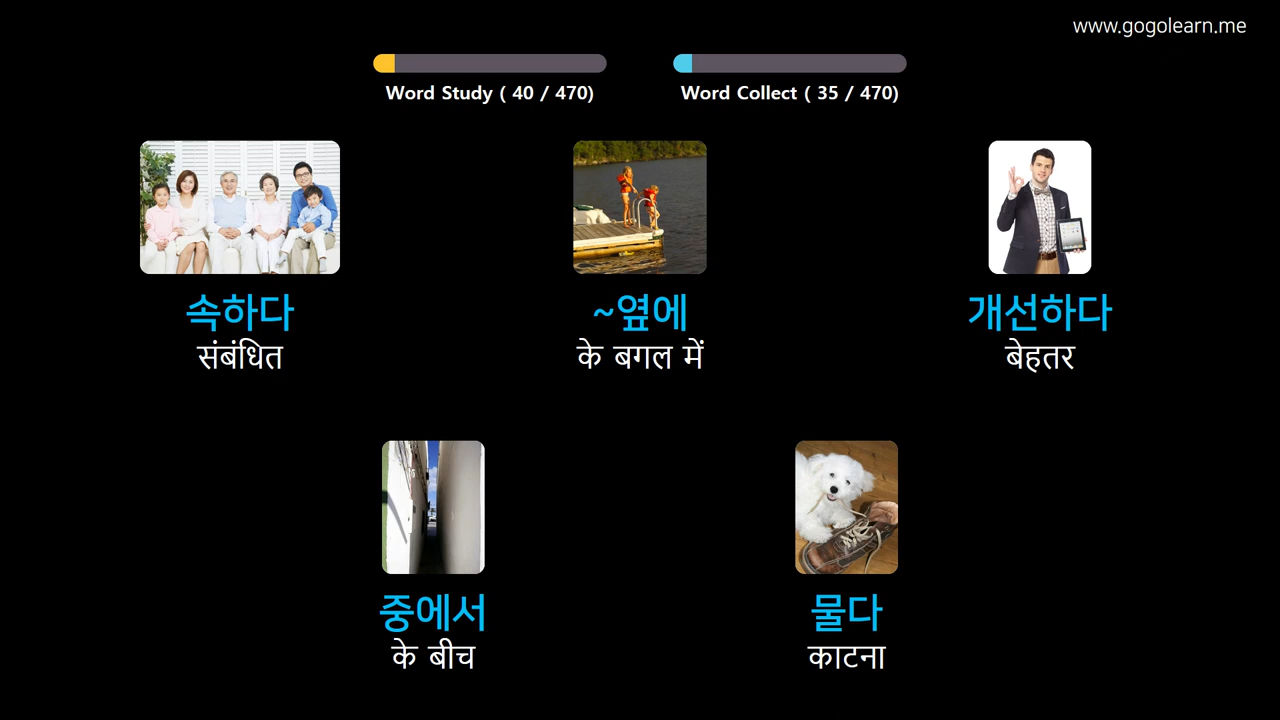 www.gogolearn.me
Word Study ( 40 / 470)
Word Collect ( 35 / 470)
속하다
संबंधित
~옆에
के बगल में
개선하다
बेहतर
중에서
के बीच
물다
काटना